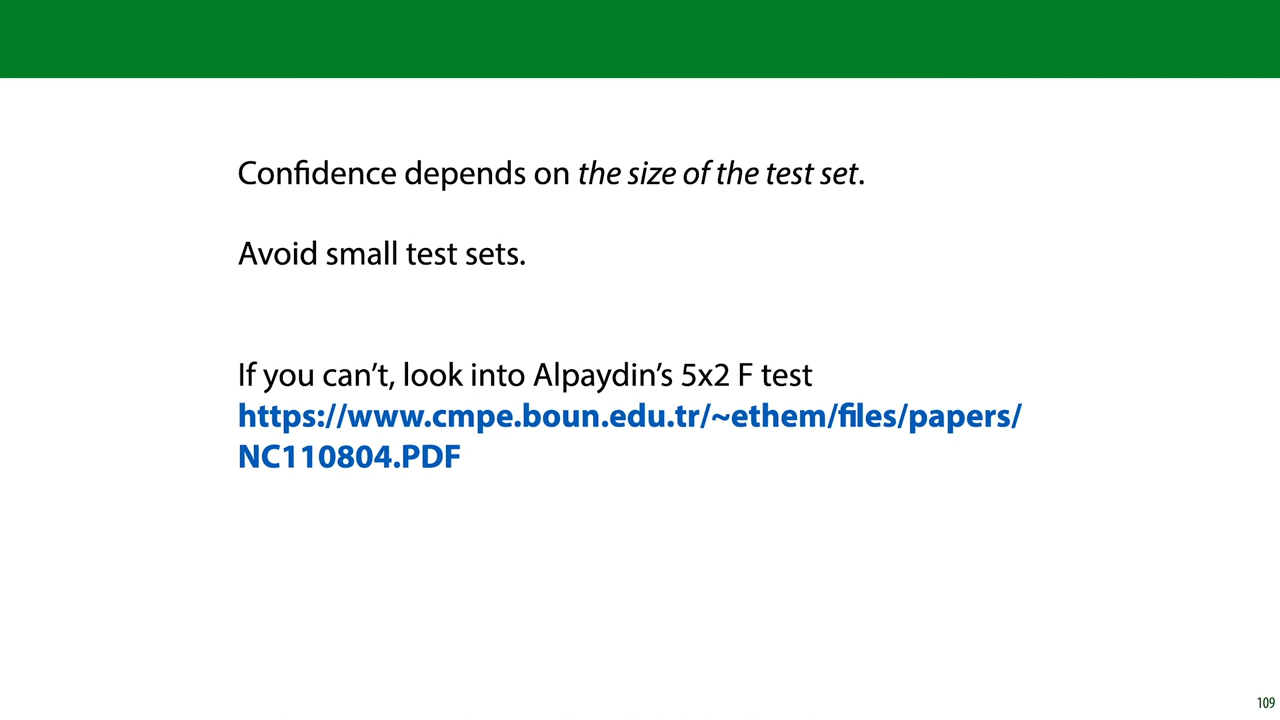 Confidence depends on the size of the test set.
Avoid small test sets.
If you can’t, look into Alpaydin’s 5x2 F test
https://www.cmpe.boun.edu.tr/~ethem/files/papers/
NC110804.PDF
109